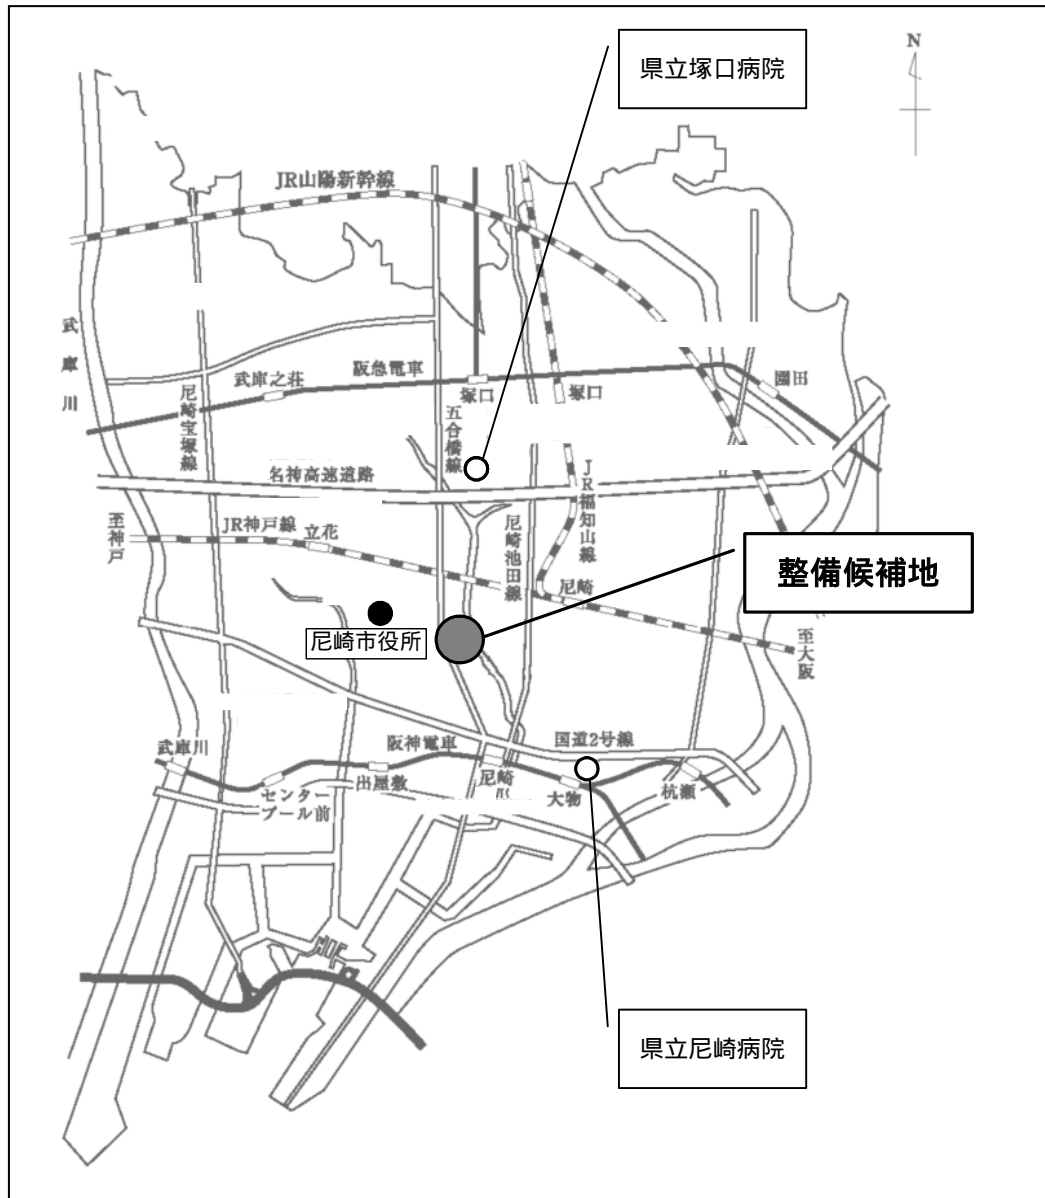 県立塚口病院
N
JR山陽新幹線
武庫川
阪急電車
武庫之荘
塚口
塚口
園田
尼崎宝塚線
五合橋線
名神高速道路
JR福知山線
至神戸
JR神戸線
立花
尼崎池田線
尼崎
整備候補地
尼崎市役所
至大阪
武庫川
阪神電車
国道2号線
センタープール前
出屋敷
尼崎
大物
杭瀬
県立尼崎病院